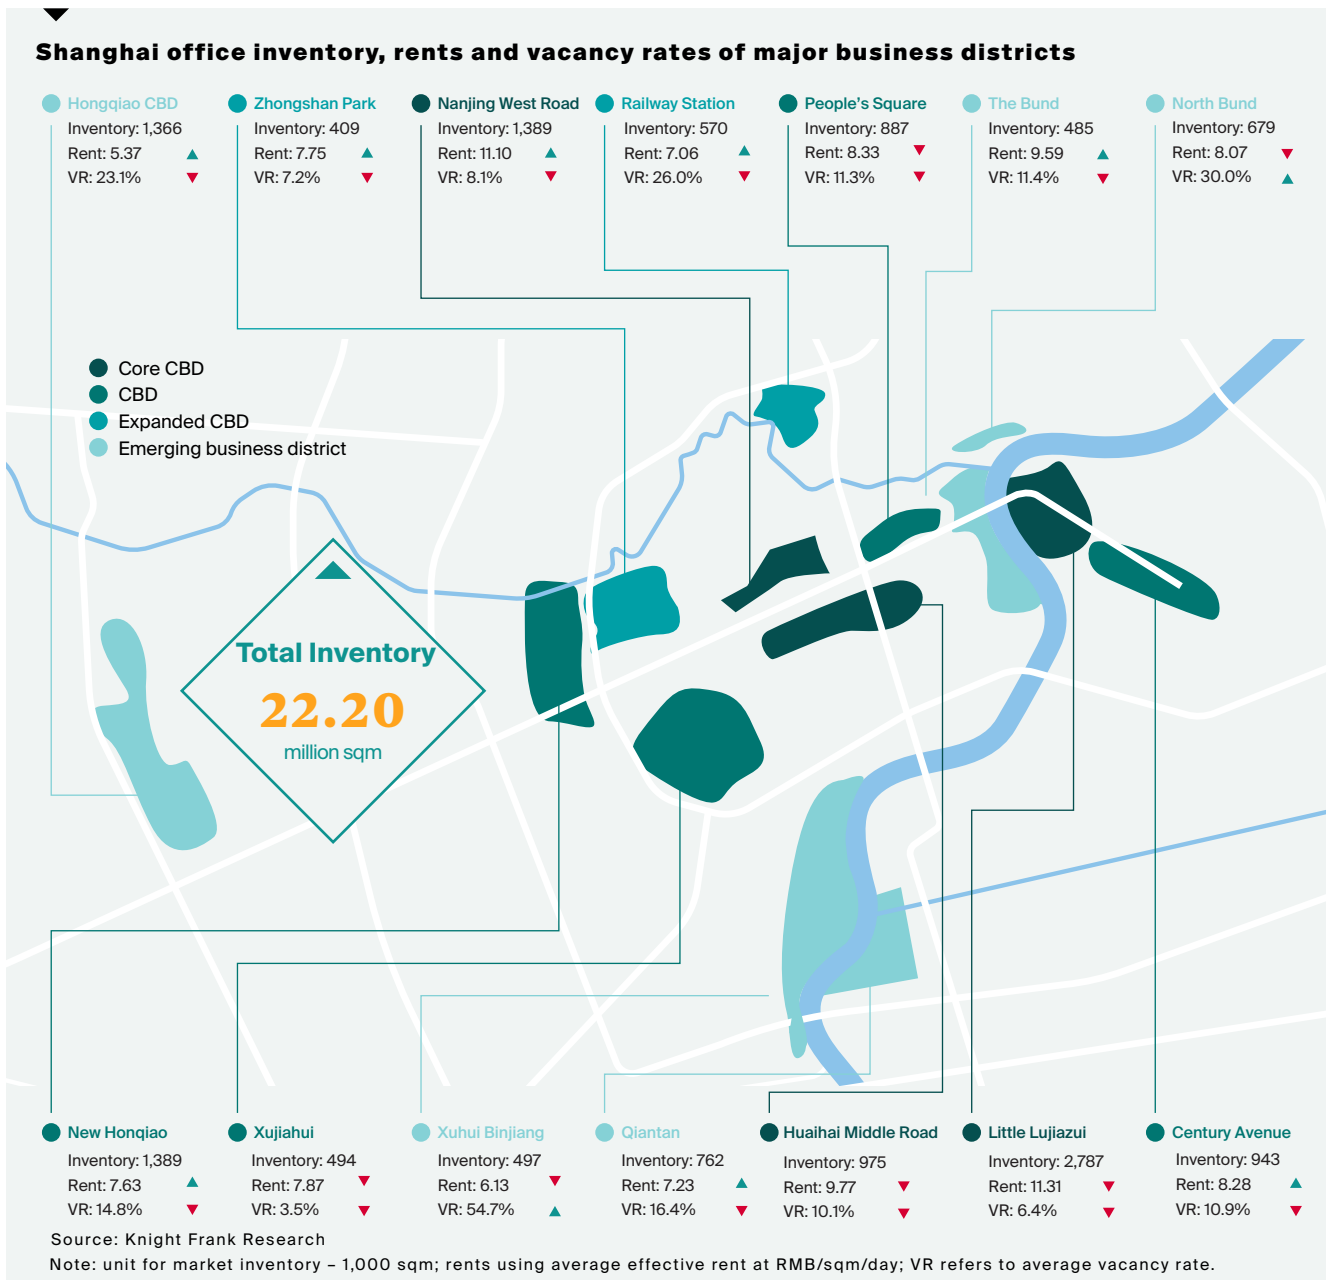 Shanghai office inventory, rents and vacancy rates of major business districts
Hongqiao CBD
Inventory: 1,366
Rent: 5.37
VR: 23.1%
Zhongshan Park
Inventory: 409
Rent: 7.75
VR: 7.2%
Nanjing West Road
Inventory: 1,389
Rent: 11.10
VR: 8.1%
Railway Station
Inventory: 570
Rent: 7.06
VR: 26.0%
People's Square
Inventory: 887
Rent: 8.33
VR: 11.3%
The Bund
Inventory: 485
Rent: 9.59
VR: 11.4%
North Bund
Inventory: 679
Rent: 8.07
VR: 30.0%
Core CBD
CBD
Expanded CBD
Emerging business district
Total Inventory
22.20
million sqm
New Honqiao
Inventory: 1,389
Rent: 7.63
VR: 14.8%
Xujiahui
Inventory: 494
Rent: 7.87
VR: 3.5%
Xuhui Binjiang
Inventory: 497
Rent: 6.13
VR: 54.7%
Qiantan
Inventory: 762
Rent: 7.23
VR: 16.4%
Huaihai Middle Road
Inventory: 975
Rent: 9.77
VR: 10.1%
Little Lujiazui
Inventory: 2,787
Rent: 11.31
VR: 6.4%
Century Avenue
Inventory: 943
Rent: 8.28
VR: 10.9%
Source: Knight Frank Research
Note: unit for market inventory – 1,000 sqm; rents using average effective rent at RMB/sqm/day; VR refers to average vacancy rate.